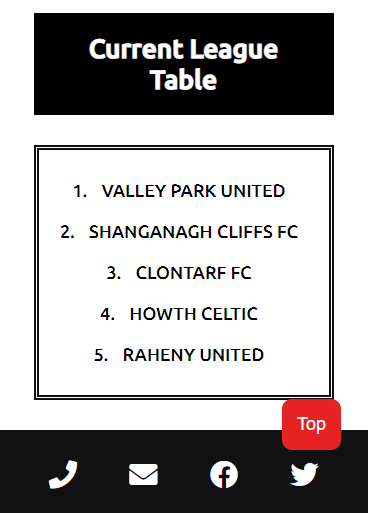 Current League
Table
1. VALLEY PARK UNITED
2. SHANGANAGH CLIFFS FC
3. CLONTARF FC
4. HOWTH CELTIC
5. RAHENY UNITED
Top